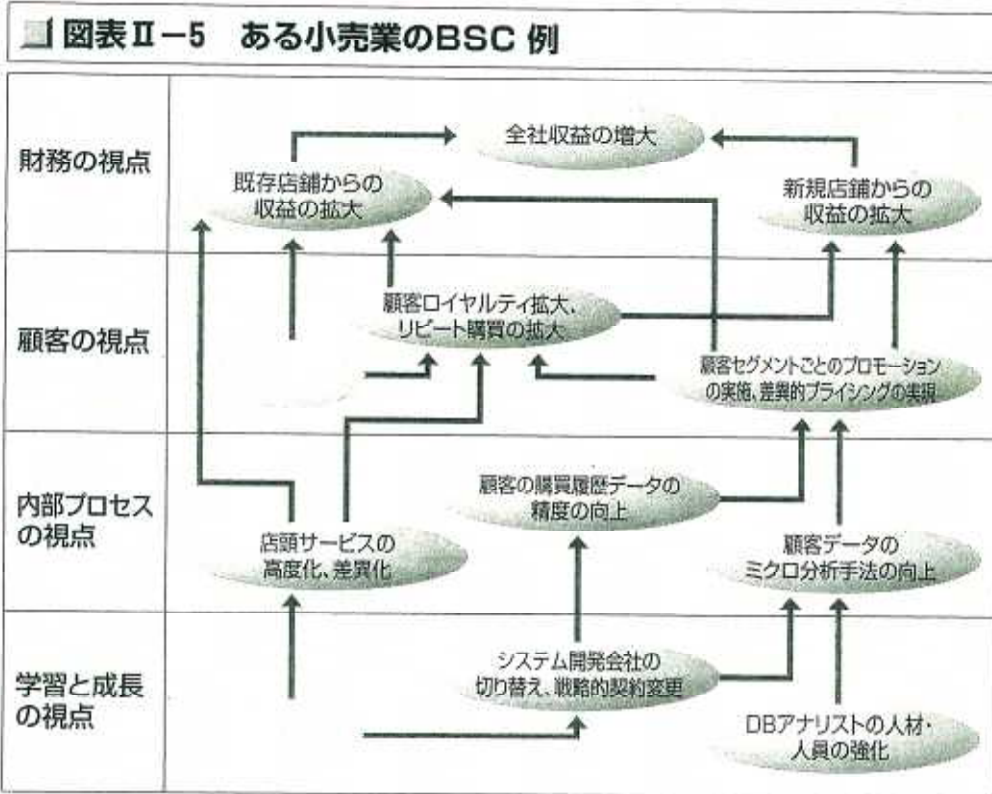 図表Ⅱ-5 ある小売業のBSC 例
財務の視点
全社収益の増大
既存店舗からの
収益の拡大
新規店舗からの
収益の拡大
顧客の視点
顧客ロイヤルティ拡大、
リピート購買の拡大
顧客セグメントごとのプロモーション
の実施、差異的プライシングの実現
内部プロセス
の視点
顧客の購買履歴データの
精度の向上
店頭サービスの
高度化、差異化
顧客データの
ミクロ分析手法の向上
学習と成長
の視点
システム開発会社の
切り替え、戦略的契約変更
DBアナリストの人材・
人員の強化